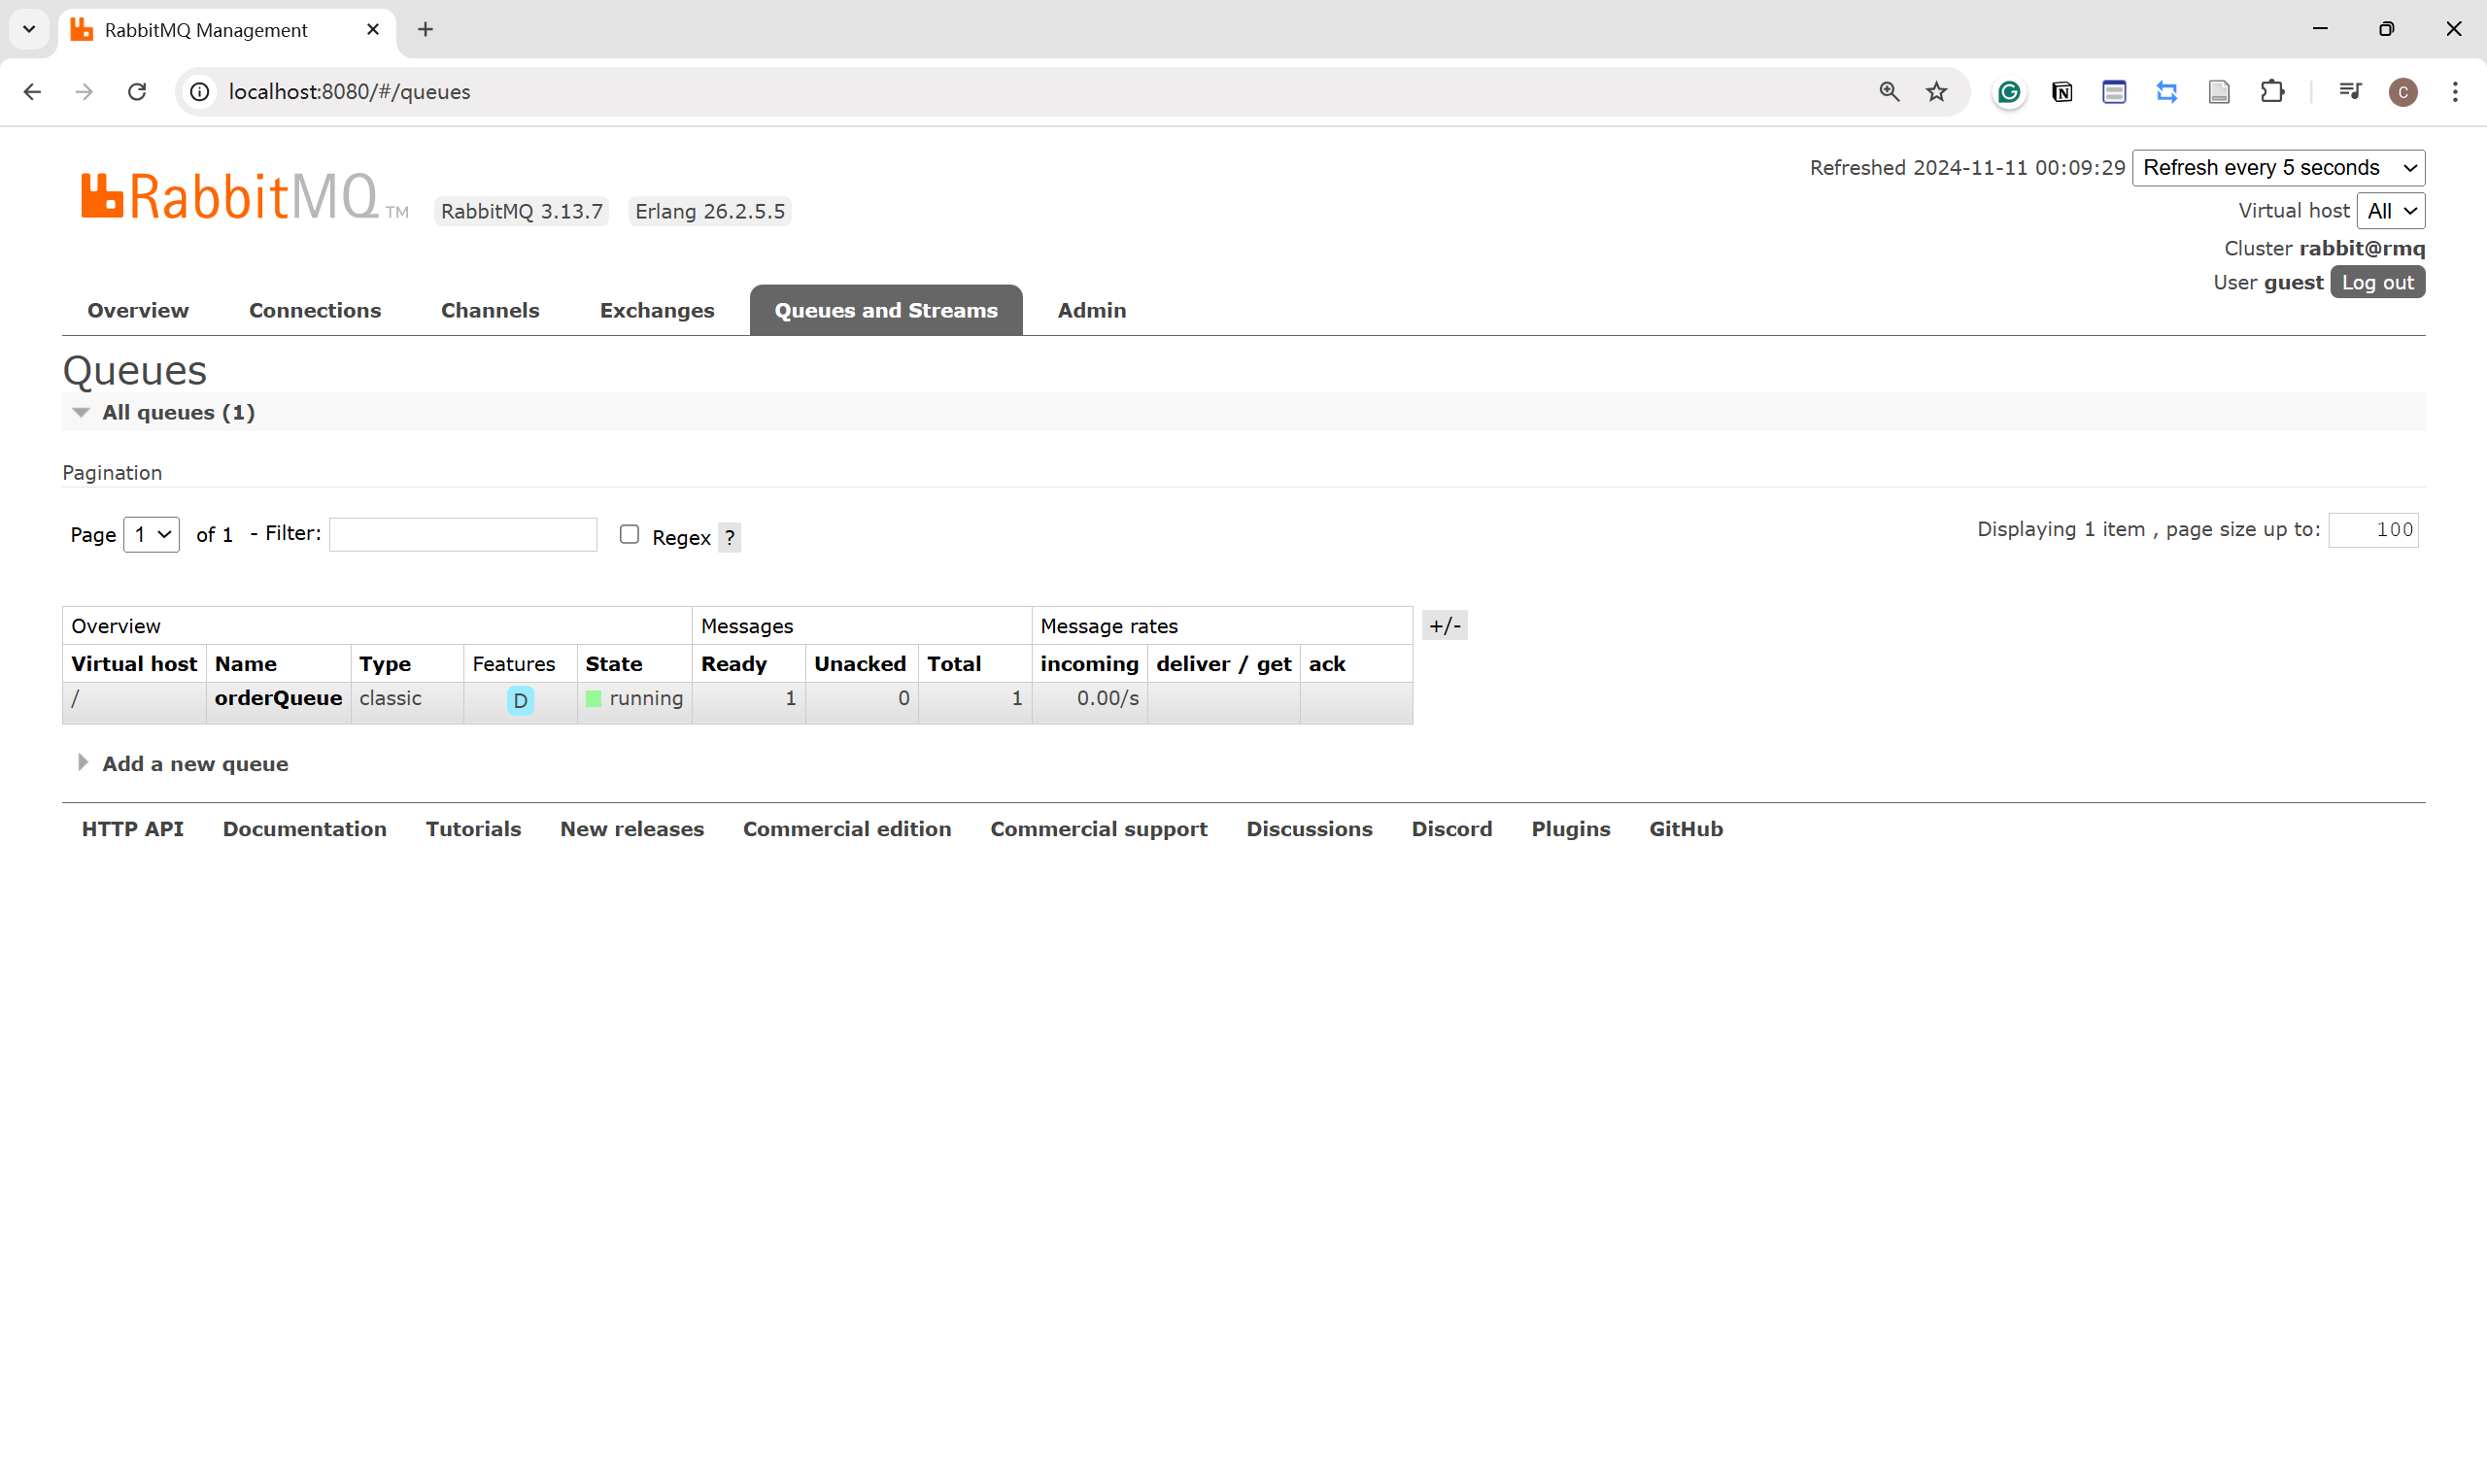 RabbitMQ Management
localhost:8080/#/queues
C
RabbitMQ TM
RabbitMQ 3.13.7 Erlang 26.2.5.5
Refreshed 2024-11-11 00:09:29 Refresh every 5 seconds
Virtual host All
Cluster rabbit@rmq
User guest Log out
Overview Connections Channels Exchanges Queues and Streams Admin
Queues
All queues (1)
Pagination
Page 1 of 1 - Filter: Regex ?
Displaying 1 item , page size up to: 100
Overview Messages Message rates +/-
Virtual host Name Type Features State Ready Unacked Total incoming deliver / get ack
/ orderQueue classic D running 1 0 1 0.00/s
Add a new queue
HTTP API Documentation Tutorials New releases Commercial edition Commercial support Discussions Discord Plugins GitHub